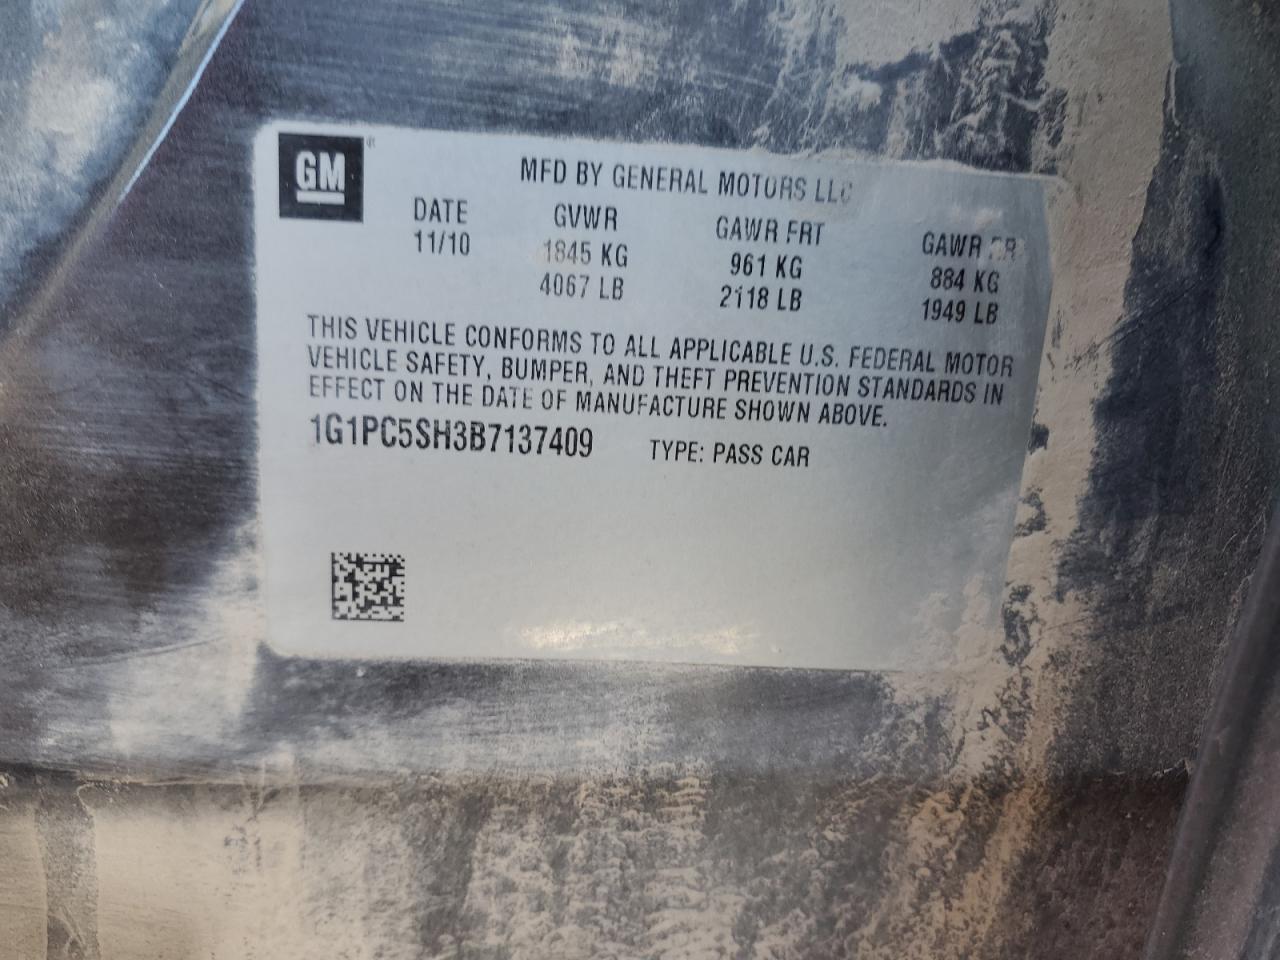 GM
MFD BY GENERAL MOTORS LLC
DATE GVWR GAWR FRT GAWR RR
11/10 1845 KG 961 KG 884 KG
4067 LB 2118 LB 1949 LB
THIS VEHICLE CONFORMS TO ALL APPLICABLE U.S. FEDERAL MOTOR
VEHICLE SAFETY, BUMPER, AND THEFT PREVENTION STANDARDS IN
EFFECT ON THE DATE OF MANUFACTURE SHOWN ABOVE.
1G1PC5SH3B7137409 TYPE: PASS CAR